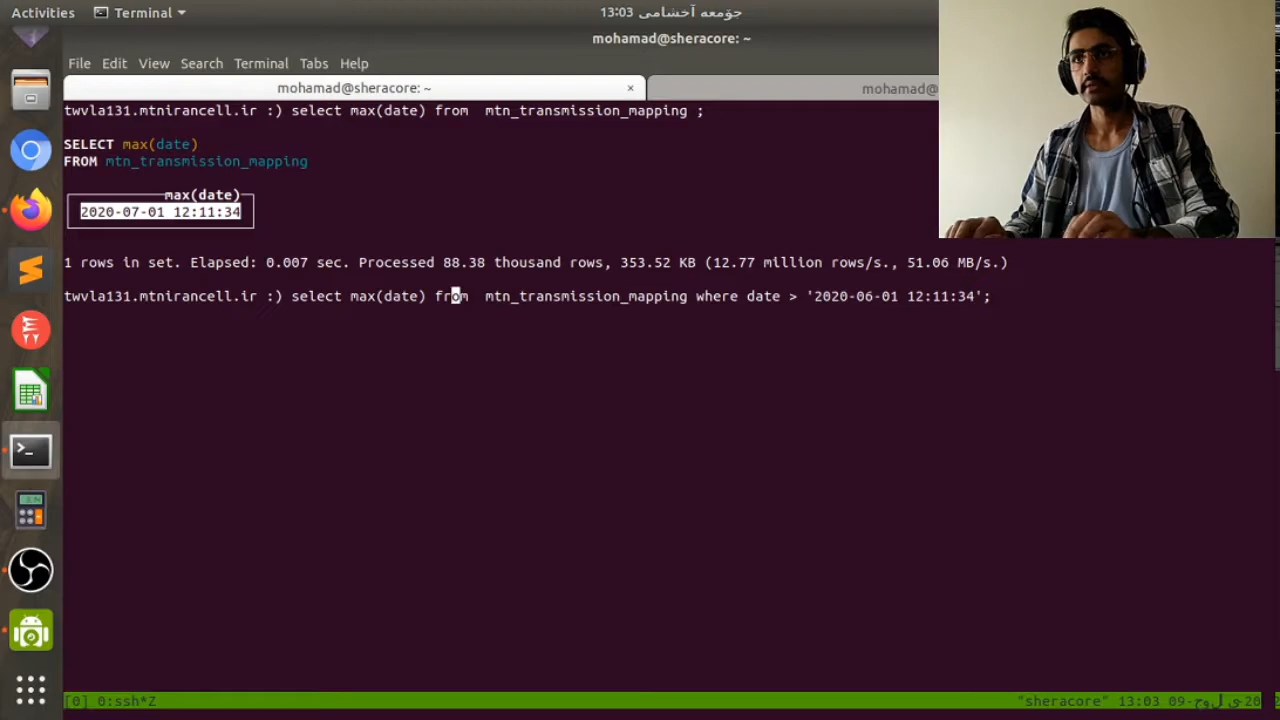 Activities
Terminal
جۆمعه آخشامی 13:03
mohamad@sheracore: ~
File Edit View Search Terminal Tabs Help
mohamad@sheracore: ~
×
mohamad@
twvla131.mtnirancell.ir :) select max(date) from  mtn_transmission_mapping ;
SELECT max(date)
FROM mtn_transmission_mapping
max(date)
2020-07-01 12:11:34
1 rows in set. Elapsed: 0.007 sec. Processed 88.38 thousand rows, 353.52 KB (12.77 million rows/s., 51.06 MB/s.)
twvla131.mtnirancell.ir :) select max(date) from  mtn_transmission_mapping where date > '2020-06-01 12:11:34';
EN
[0] 0:ssh*Z
"sheracore" 13:03 09-